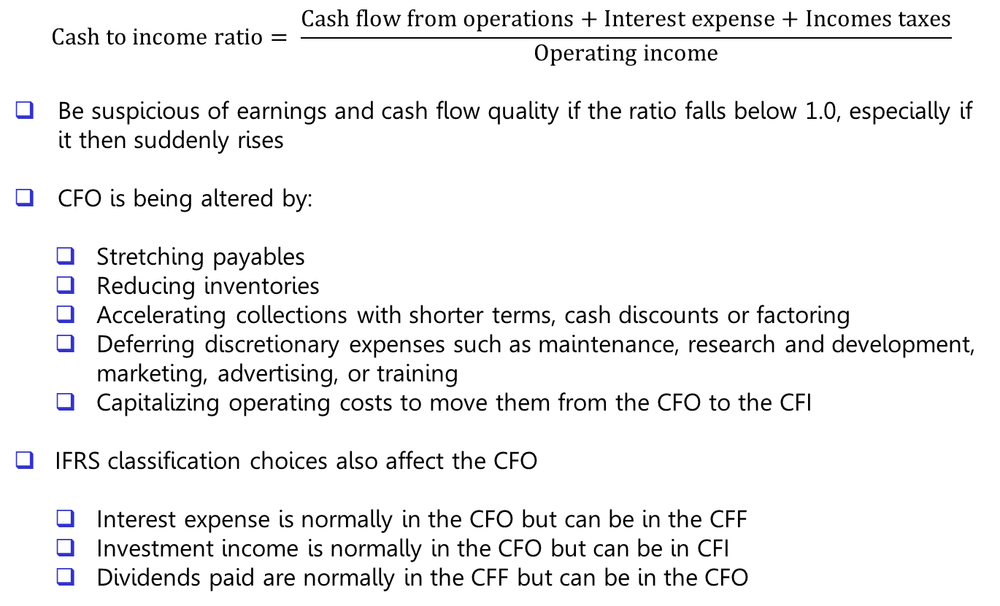 Cash to income ratio = Cash flow from operations + Interest expense + Incomes taxes
Operating income
❑ Be suspicious of earnings and cash flow quality if the ratio falls below 1.0, especially if
it then suddenly rises
❑ CFO is being altered by:
❑ Stretching payables
❑ Reducing inventories
❑ Accelerating collections with shorter terms, cash discounts or factoring
❑ Deferring discretionary expenses such as maintenance, research and development,
marketing, advertising, or training
❑ Capitalizing operating costs to move them from the CFO to the CFI
❑ IFRS classification choices also affect the CFO
❑ Interest expense is normally in the CFO but can be in the CFF
❑ Investment income is normally in the CFO but can be in CFI
❑ Dividends paid are normally in the CFF but can be in the CFO